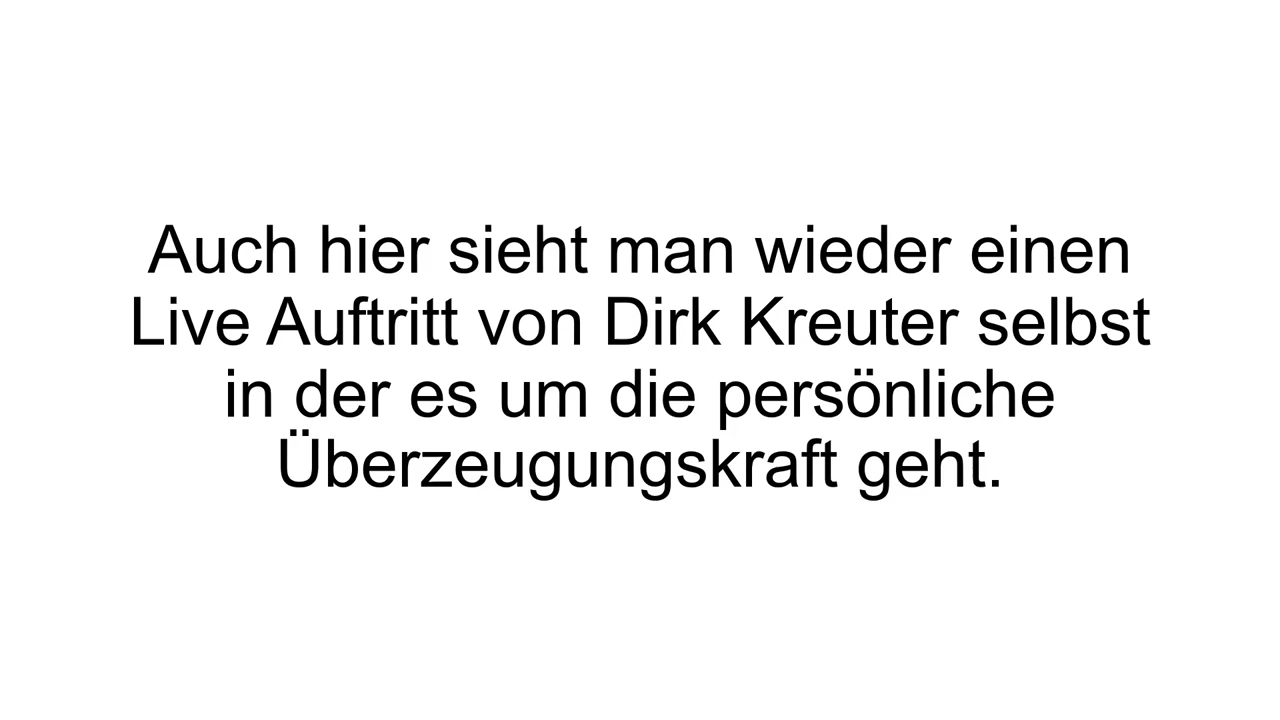 Auch hier sieht man wieder einen
Live Auftritt von Dirk Kreuter selbst
in der es um die persönliche
Überzeugungskraft geht.